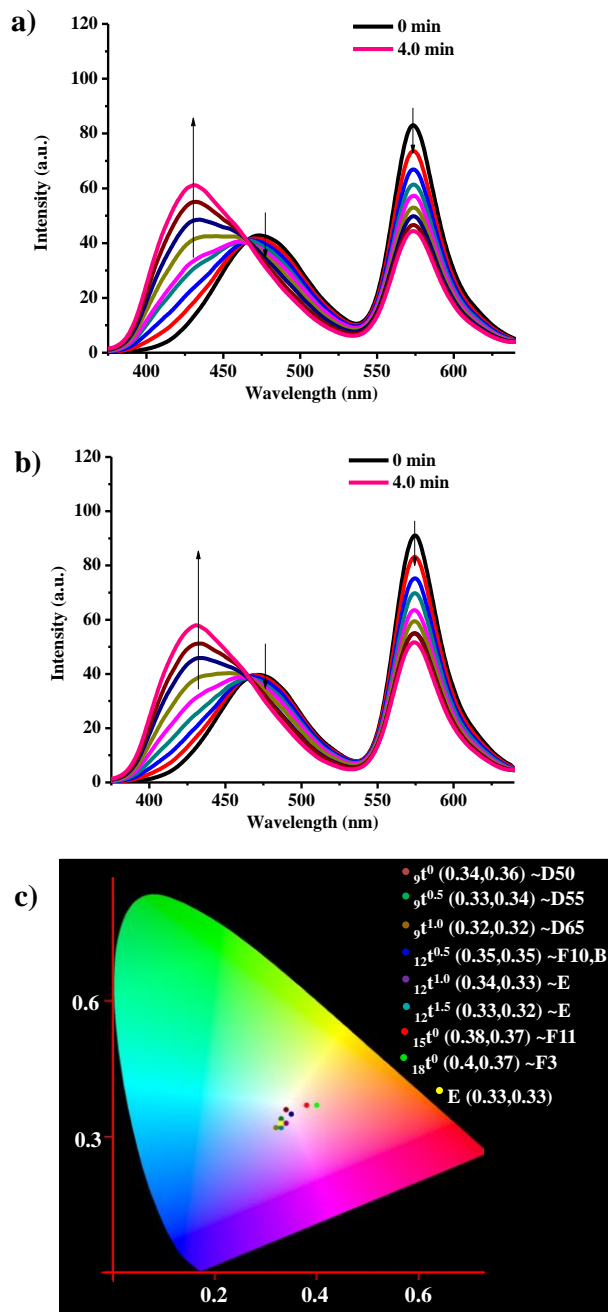 a)
120
100
80
60
40
20
0
Intensity (a.u.)
0 min
4.0 min
400 450 500 550 600
Wavelength (nm)
b)
120
100
80
60
40
20
0
Intensity (a.u.)
0 min
4.0 min
400 450 500 550 600
Wavelength (nm)
c)
₉t⁰ (0.34,0.36) ~D50
₉t⁰·⁵ (0.33,0.34) ~D55
₉t¹·⁰ (0.32,0.32) ~D65
₁₂t⁰·⁵ (0.35,0.35) ~F10,B
₁₂t¹·⁰ (0.34,0.33) ~E
₁₂t¹·⁵ (0.33,0.32) ~E
₁₅t⁰ (0.38,0.37) ~F11
₁₈t⁰ (0.4,0.37) ~F3
E (0.33,0.33)
0.6
0.3
0.2 0.4 0.6